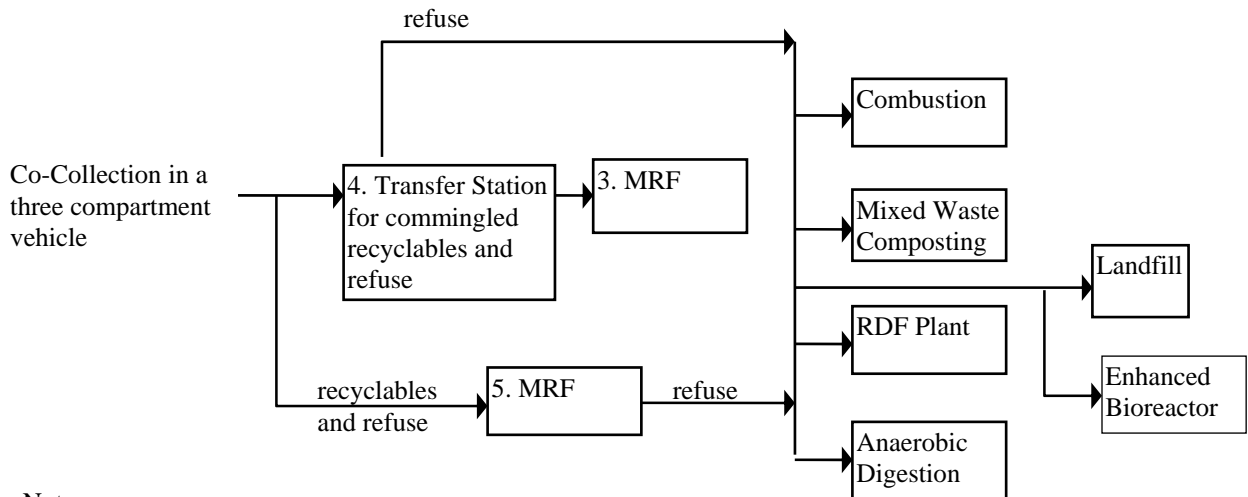 refuse
Combustion
Co-Collection in a
three compartment
vehicle
4. Transfer Station
for commingled
recyclables and
refuse
3. MRF
Mixed Waste
Composting
Landfill
RDF Plant
recyclables
and refuse
5. MRF
refuse
Enhanced
Bioreactor
Anaerobic
Digestion